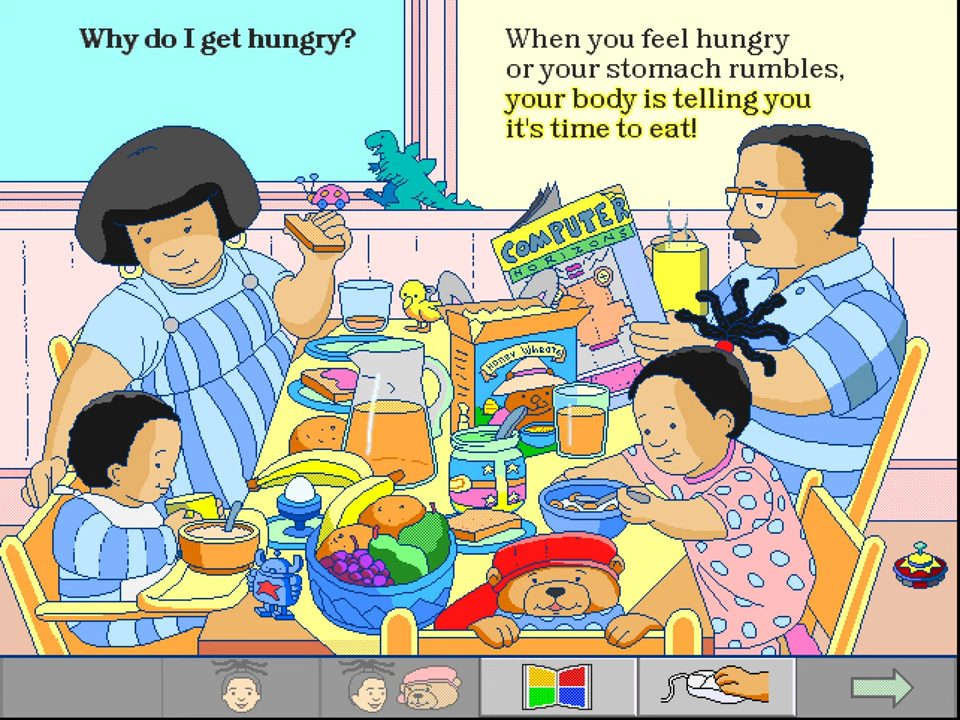 Why do I get hungry?
When you feel hungry
or your stomach rumbles,
your body is telling you
it's time to eat!
COMPUTER
HORIZONS
Honey Wheats